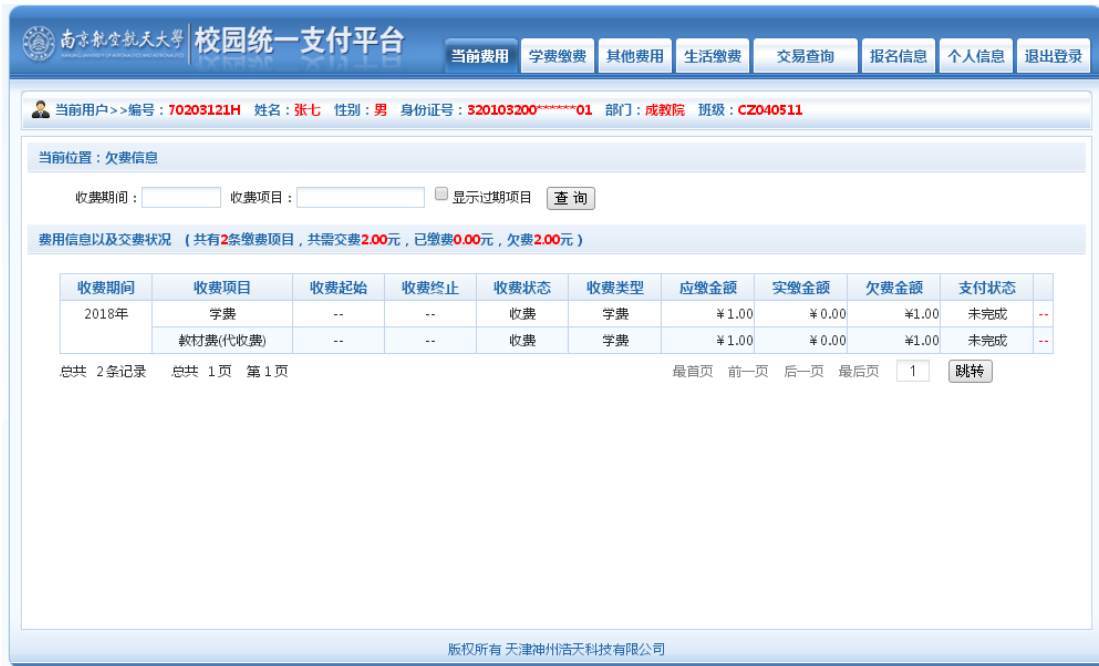 南京航空航天大學 校园统一支付平台
当前费用 学费缴费 其他费用 生活缴费 交易查询 报名信息 个人信息 退出登录
当前用户>>编号：70203121H 姓名：张七 性别：男 身份证号：320103200******01 部门：成教院 班级：CZ040511
当前位置：欠费信息
收费期间： 收费项目： 显示过期项目 查 询
费用信息以及交费状况 （共有2条缴费项目，共需交费2.00元，已缴费0.00元，欠费2.00元）
收费期间 收费项目 收费起始 收费终止 收费状态 收费类型 应缴金额 实缴金额 欠费金额 支付状态
2018年 学费 -- -- 收费 学费 ¥1.00 ¥0.00 ¥1.00 未完成 --
教材费(代收费) -- -- 收费 学费 ¥1.00 ¥0.00 ¥1.00 未完成 --
总共 2条记录 总共 1页 第1页 最首页 前一页 后一页 最后页 1 跳转
版权所有 天津神州浩天科技有限公司